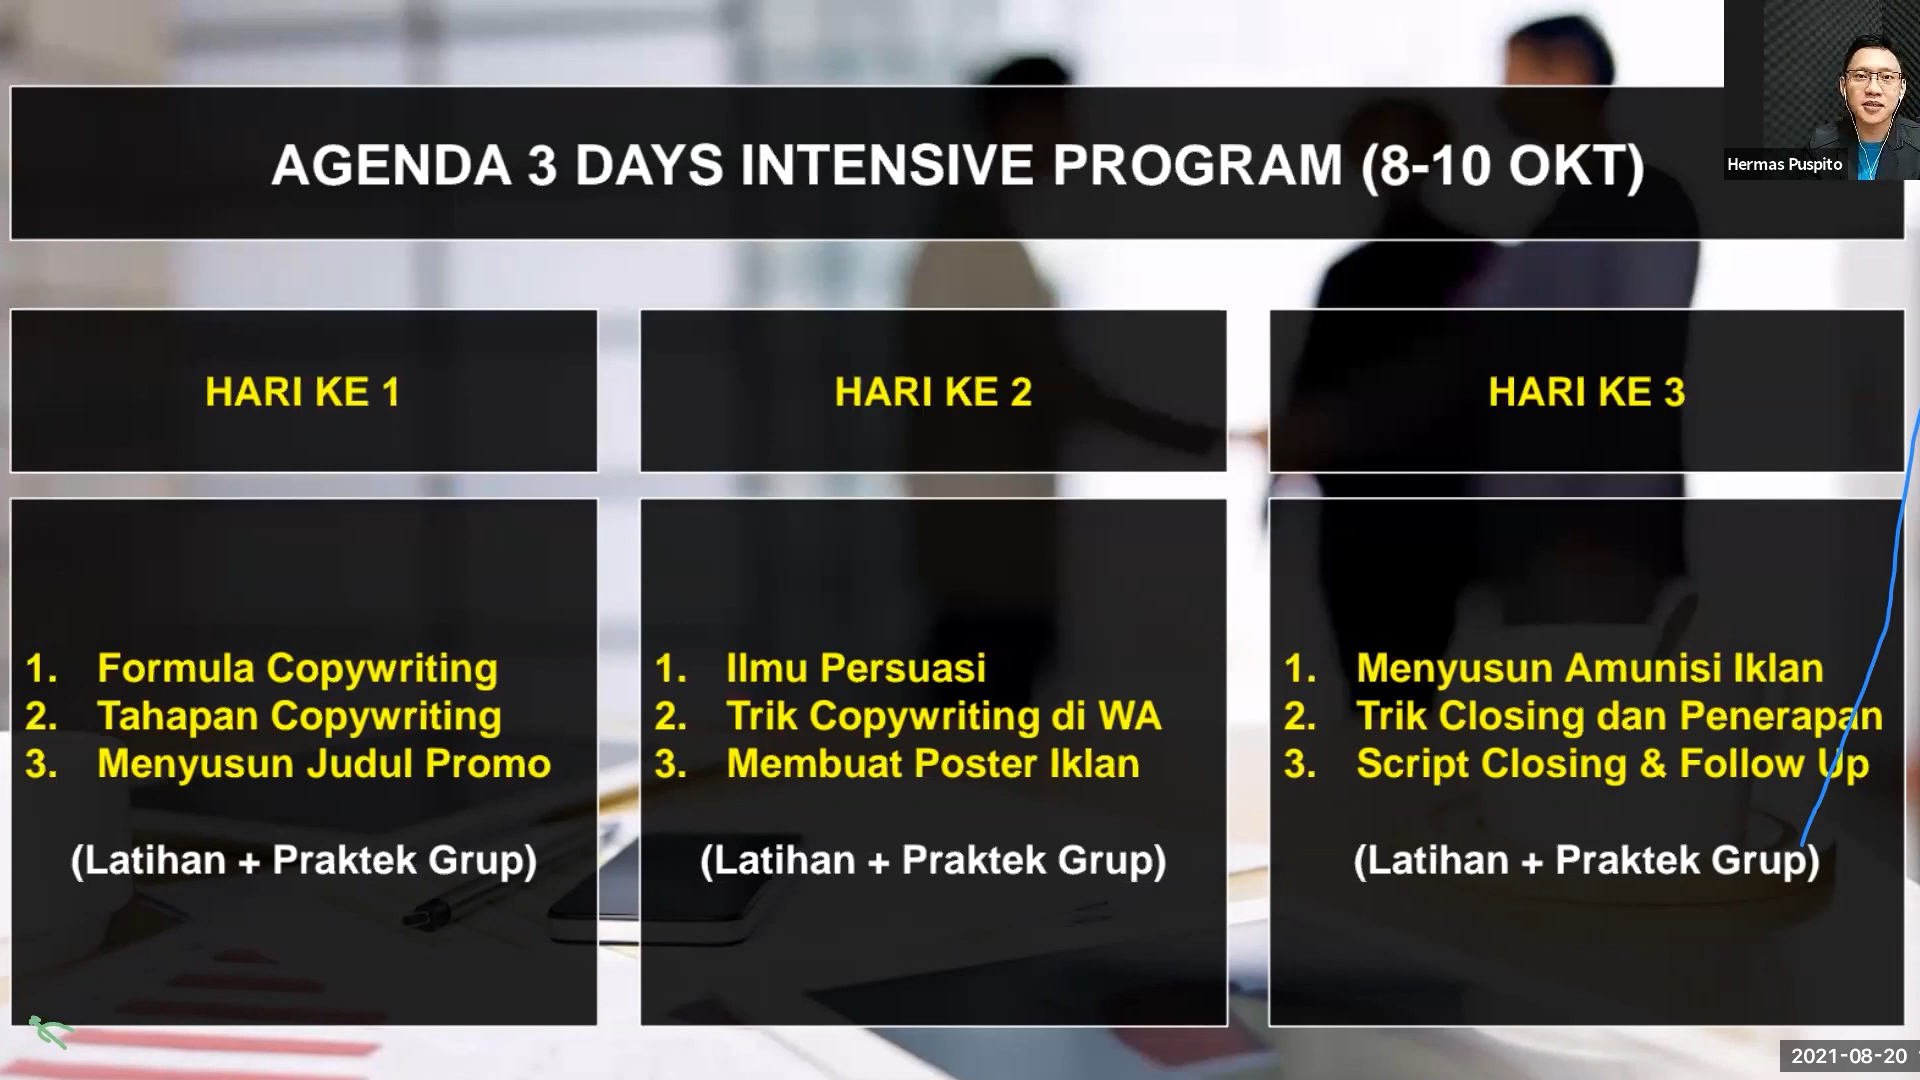 AGENDA 3 DAYS INTENSIVE PROGRAM (8-10 OKT)
Hermas Puspito
HARI KE 1
1. Formula Copywriting
2. Tahapan Copywriting
3. Menyusun Judul Promo
(Latihan + Praktek Grup)
HARI KE 2
1. Ilmu Persuasi
2. Trik Copywriting di WA
3. Membuat Poster Iklan
(Latihan + Praktek Grup)
HARI KE 3
1. Menyusun Amunisi Iklan
2. Trik Closing dan Penerapan
3. Script Closing & Follow Up
(Latihan + Praktek Grup)
2021-08-20